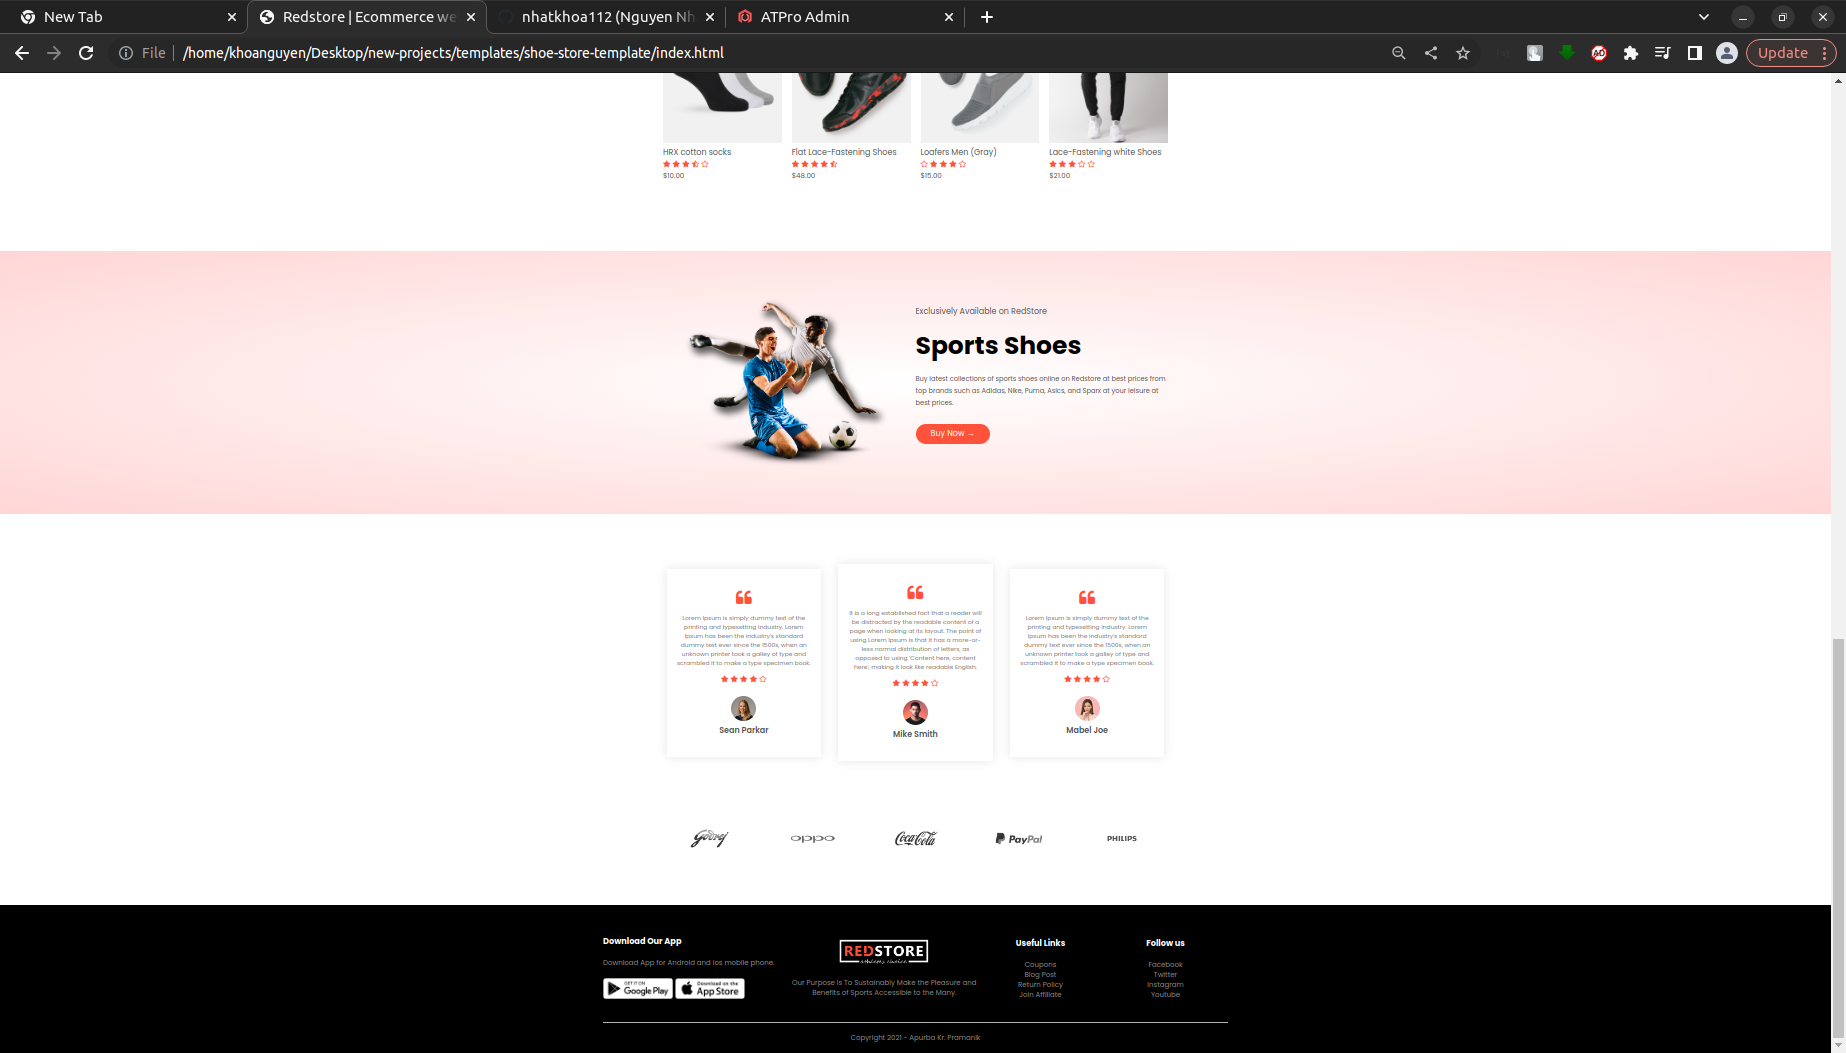 New Tab
Redstore | Ecommerce we
nhatkhoa112 (Nguyen Nh
ATPro Admin
File
/home/khoanguyen/Desktop/new-projects/templates/shoe-store-template/index.html
Update
HRX cotton socks
$10.00
Flat Lace-Fastening Shoes
$48.00
Loafers Men (Gray)
$15.00
Lace-Fastening white Shoes
$21.00
Exclusively Available on RedStore
Sports Shoes
Buy latest collections of sports shoes online on Redstore at best prices from
top brands such as Adidas, Nike, Puma, Asics, and Sparx at your leisure at
best prices.
Buy Now →
Lorem Ipsum is simply dummy text of the
printing and typesetting industry. Lorem
Ipsum has been the industry's standard
dummy text ever since the 1500s, when an
unknown printer took a galley of type and
scrambled it to make a type specimen book.
Sean Parkar
It is a long established fact that a reader will
be distracted by the readable content of a
page when looking at its layout. The point of
using Lorem Ipsum is that it has a more-or-
less normal distribution of letters, as
opposed to using 'Content here, content
here', making it look like readable English.
Mike Smith
Lorem Ipsum is simply dummy text of the
printing and typesetting industry. Lorem
Ipsum has been the industry's standard
dummy text ever since the 1500s, when an
unknown printer took a galley of type and
scrambled it to make a type specimen book.
Mabel Joe
Godrej
oppo
Coca-Cola
PayPal
PHILIPS
Download Our App
Download App for Android and ios mobile phone.
GET IT ON
Google Play
Download on the
App Store
REDSTORE
Our Purpose Is To Sustainably Make the Pleasure and
Benefits of Sports Accessible to the Many.
Useful Links
Coupons
Blog Post
Return Policy
Join Affiliate
Follow us
Facebook
Twitter
Instagram
Youtube
Copyright 2021 - Apurba Kr. Pramanik